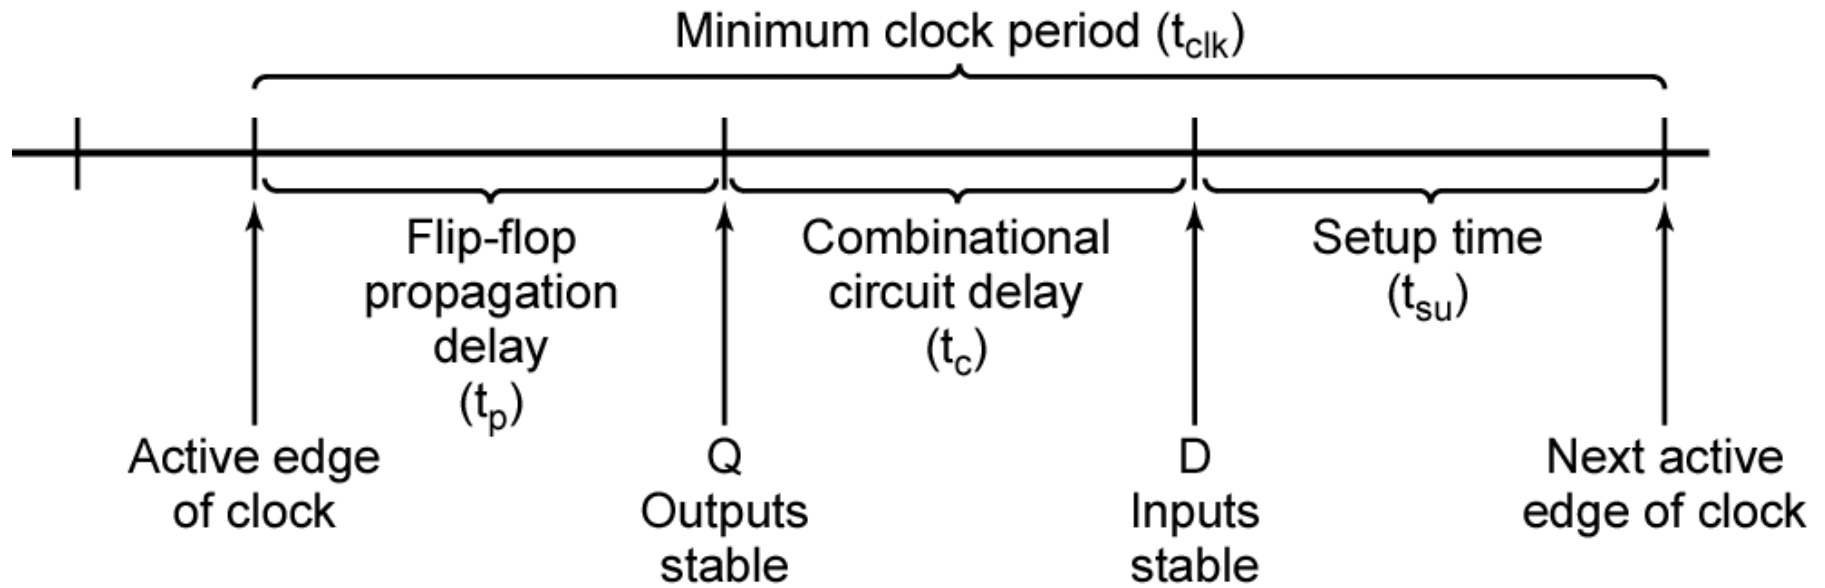 Minimum clock period (tclk)
Flip-flop
propagation
delay
(tp)
Combinational
circuit delay
(tc)
Setup time
(tsu)
Active edge
of clock
Q
Outputs
stable
D
Inputs
stable
Next active
edge of clock